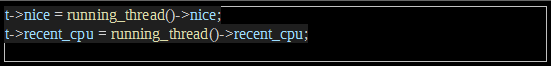 t->nice = running_thread()->nice;
t->recent_cpu = running_thread()->recent_cpu;